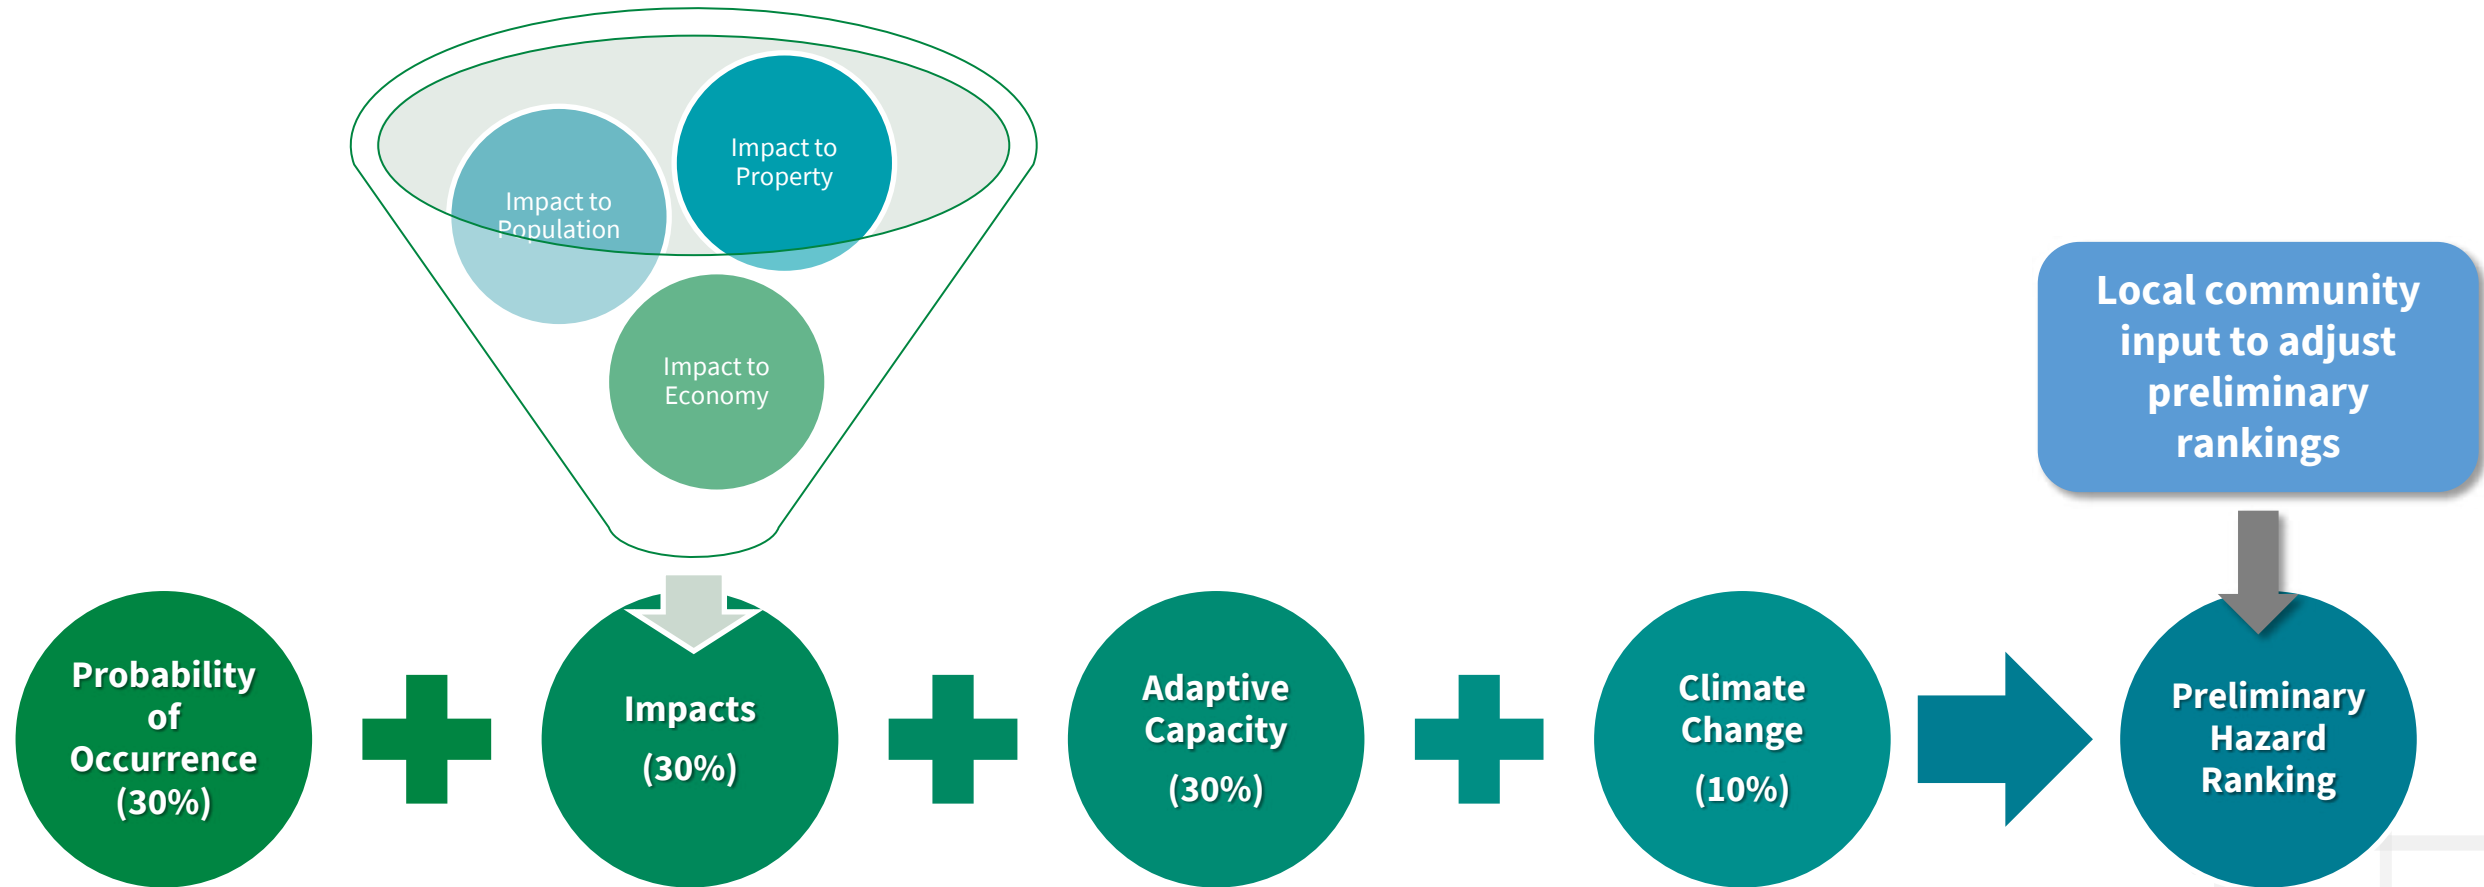 Impact to
Property
Impact to
Population
Impact to
Economy
Local community
input to adjust
preliminary
rankings
Probability
of
Occurrence
(30%)
Impacts
(30%)
Adaptive
Capacity
(30%)
Climate
Change
(10%)
Preliminary
Hazard
Ranking